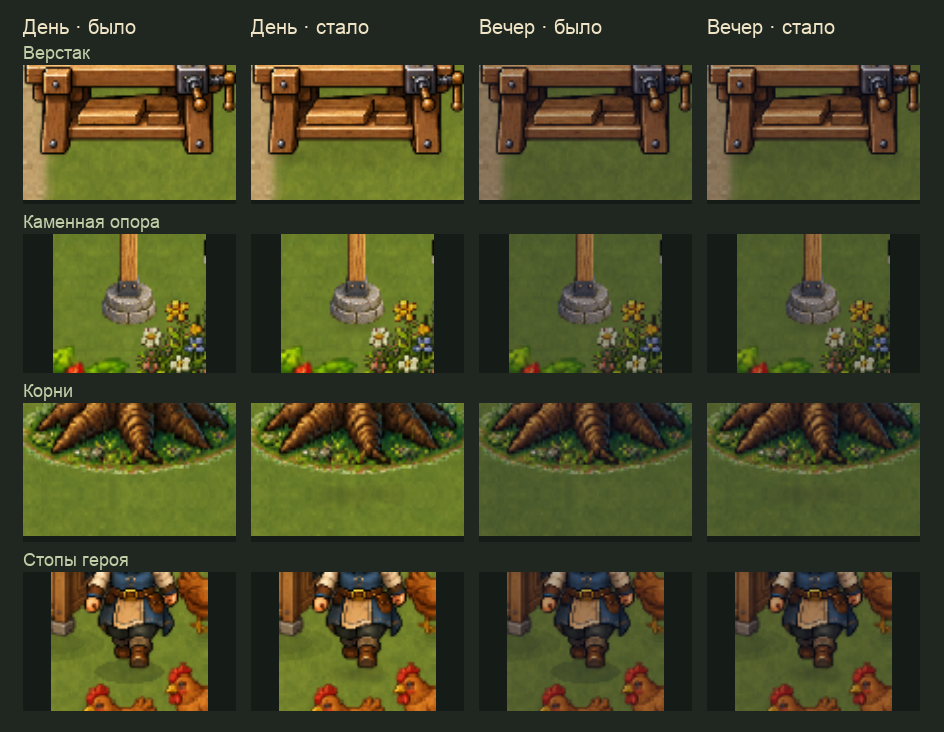 День · было
День · стало
Вечер · было
Вечер · стало
Верстак
Каменная опора
Корни
Стопы героя